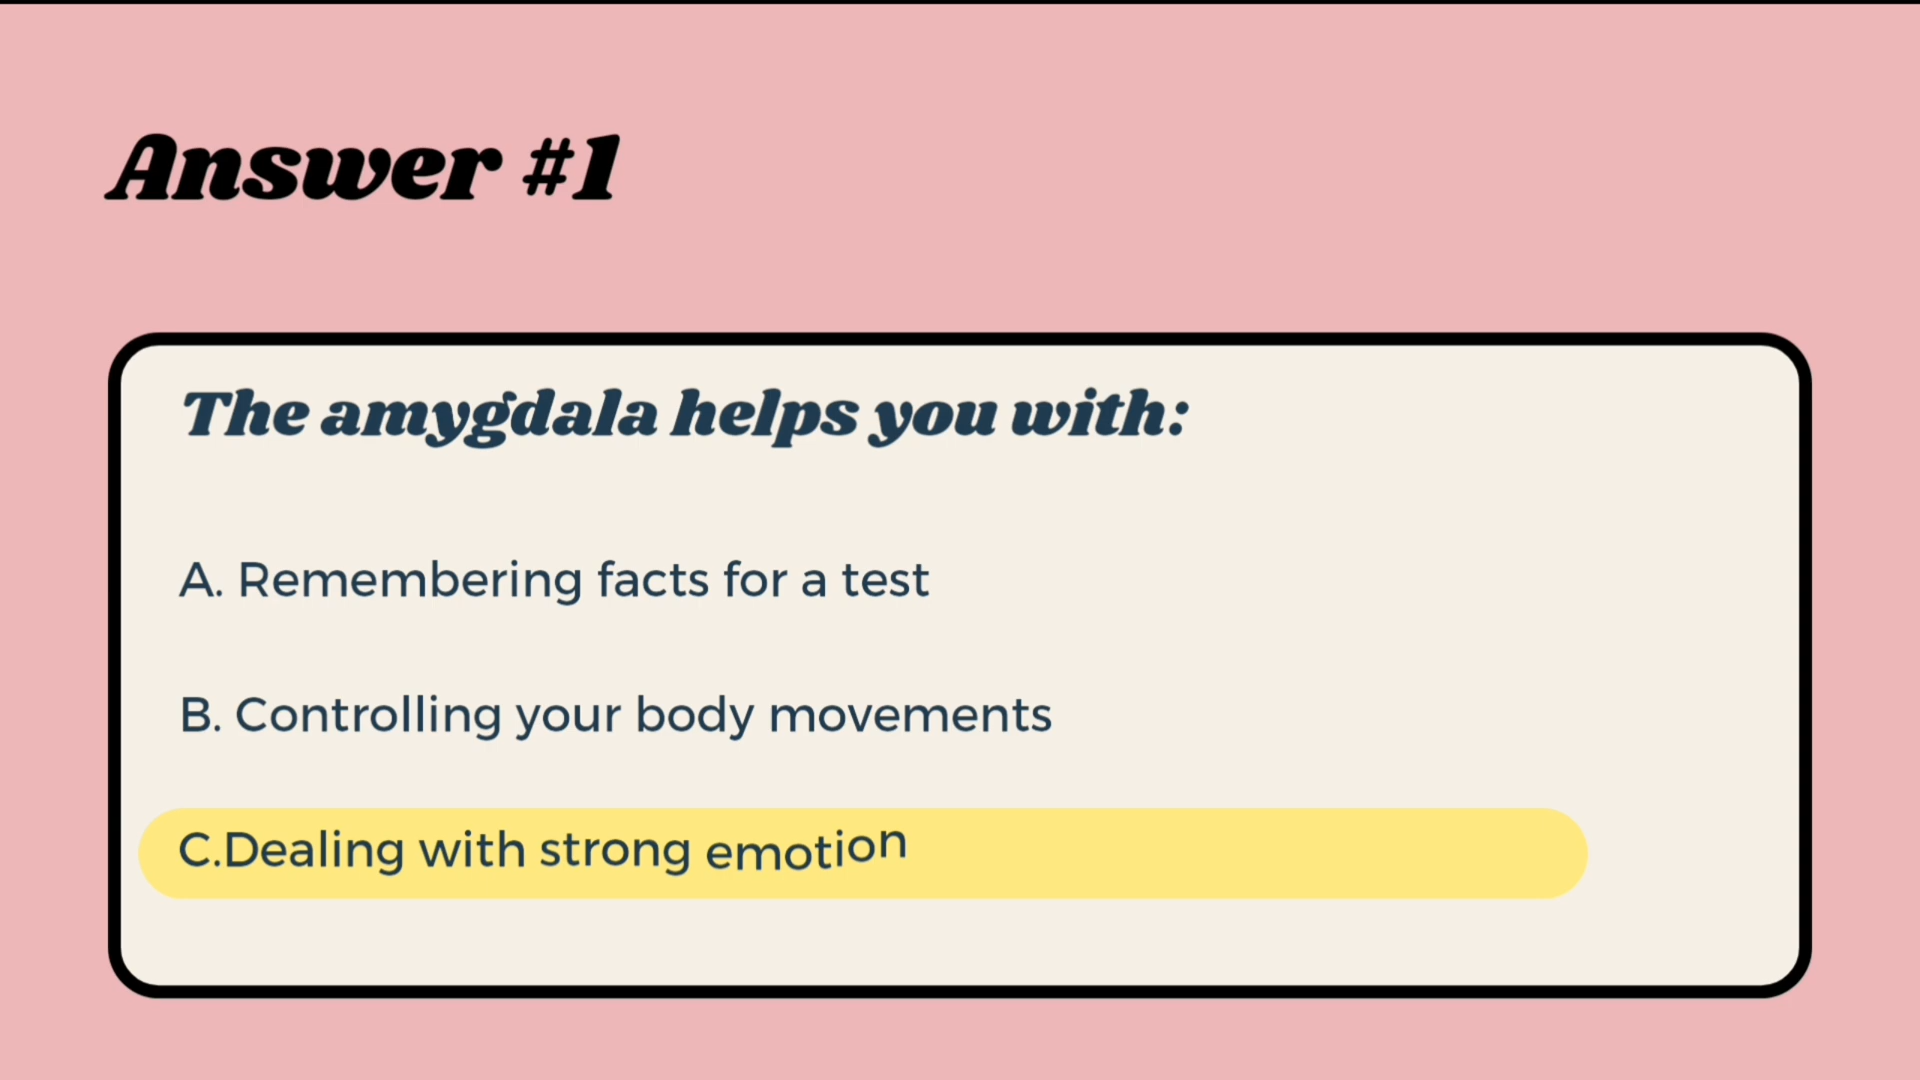 Answer #1
The amygdala helps you with:
A. Remembering facts for a test
B. Controlling your body movements
C.Dealing with strong emotion